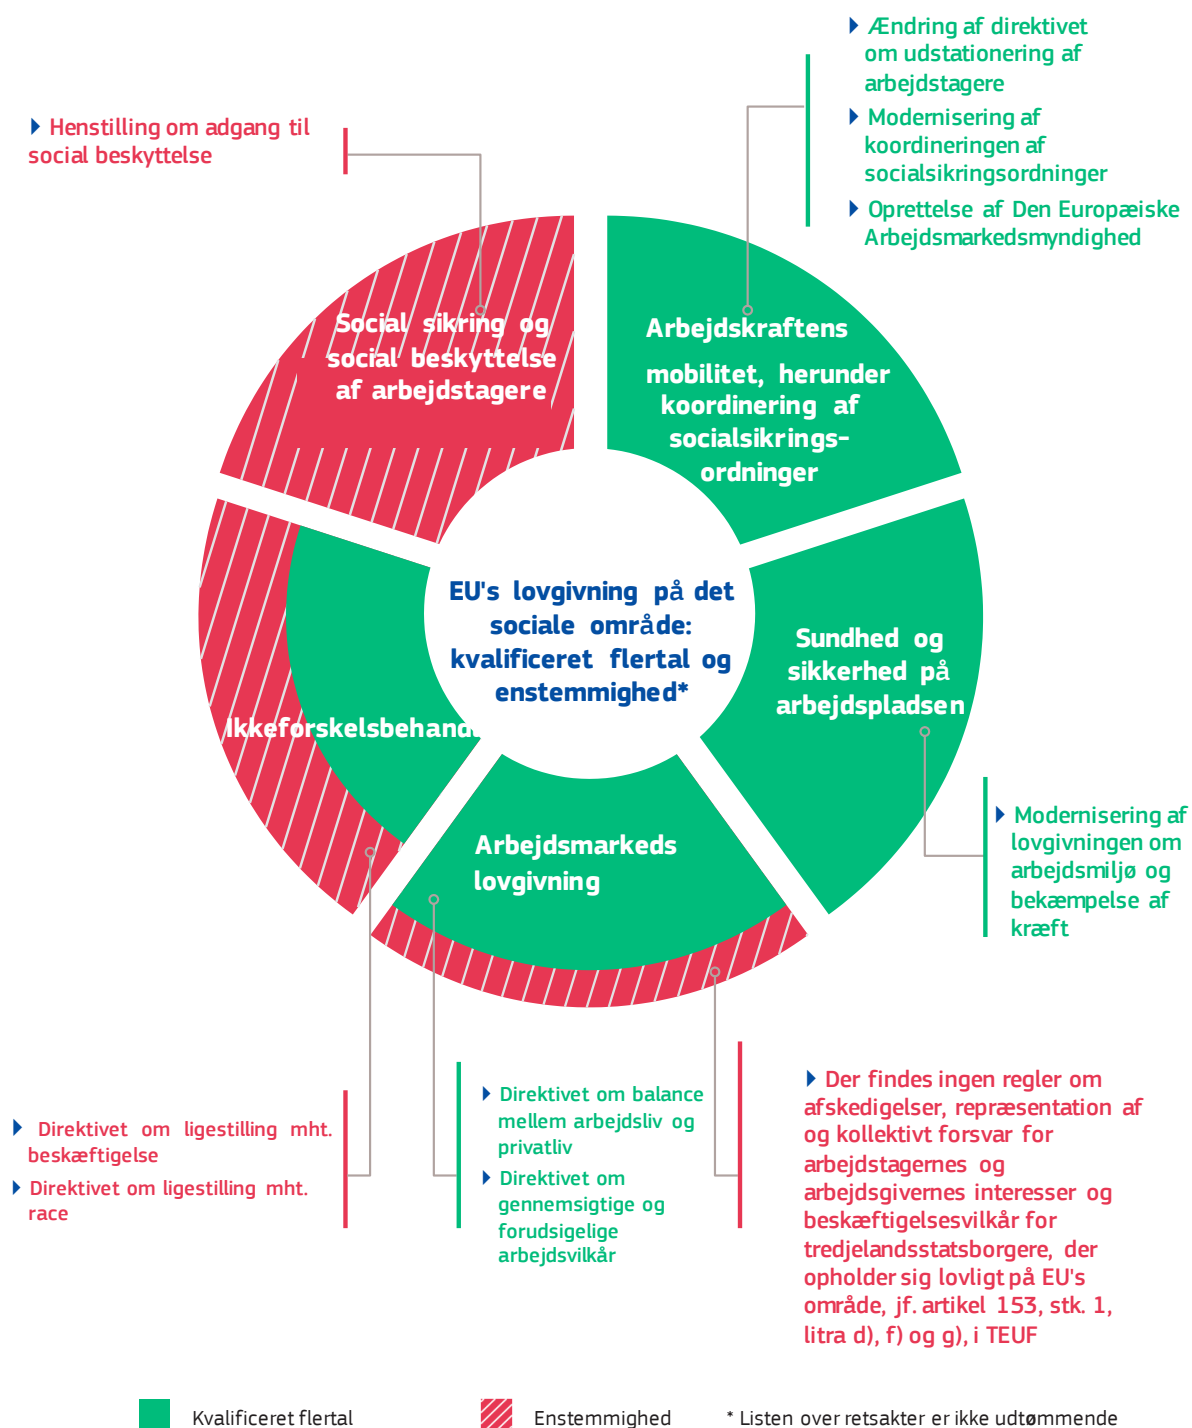 Ændring af direktivet
om udstationering af
arbejdstagere
Modernisering af
koordineringen af
socialsikringsordninger
Oprettelse af Den Europæiske
Arbejdsmarkedsmyndighed
Henstilling om adgang til
social beskyttelse
Social sikring og
social beskyttelse
af arbejdstagere
Arbejdskraftens
mobilitet, herunder
koordinering af
socialsikrings-
ordninger
EU's lovgivning på det
sociale område:
kvalificeret flertal og
enstemmighed*
Sundhed og
sikkerhed på
arbejdspladsen
Ikkeforskelsbehand
Arbejdsmarkeds
lovgivning
Modernisering af
lovgivningen om
arbejdsmiljø og
bekæmpelse af
kræft
Direktivet om ligestilling mht.
beskæftigelse
Direktivet om ligestilling mht.
race
Direktivet om balance
mellem arbejdsliv og
privatliv
Direktivet om
gennemsigtige og
forudsigelige
arbejdsvilkår
Der findes ingen regler om
afskedigelser, repræsentation af
og kollektivt forsvar for
arbejdstagernes og
arbejdsgivernes interesser og
beskæftigelsesvilkår for
tredjelandsstatsborgere, der
opholder sig lovligt på EU's
område, jf. artikel 153, stk. 1,
litra d), f) og g), i TEUF
Kvalificeret flertal
Enstemmighed
* Listen over retsakter er ikke udtømmende